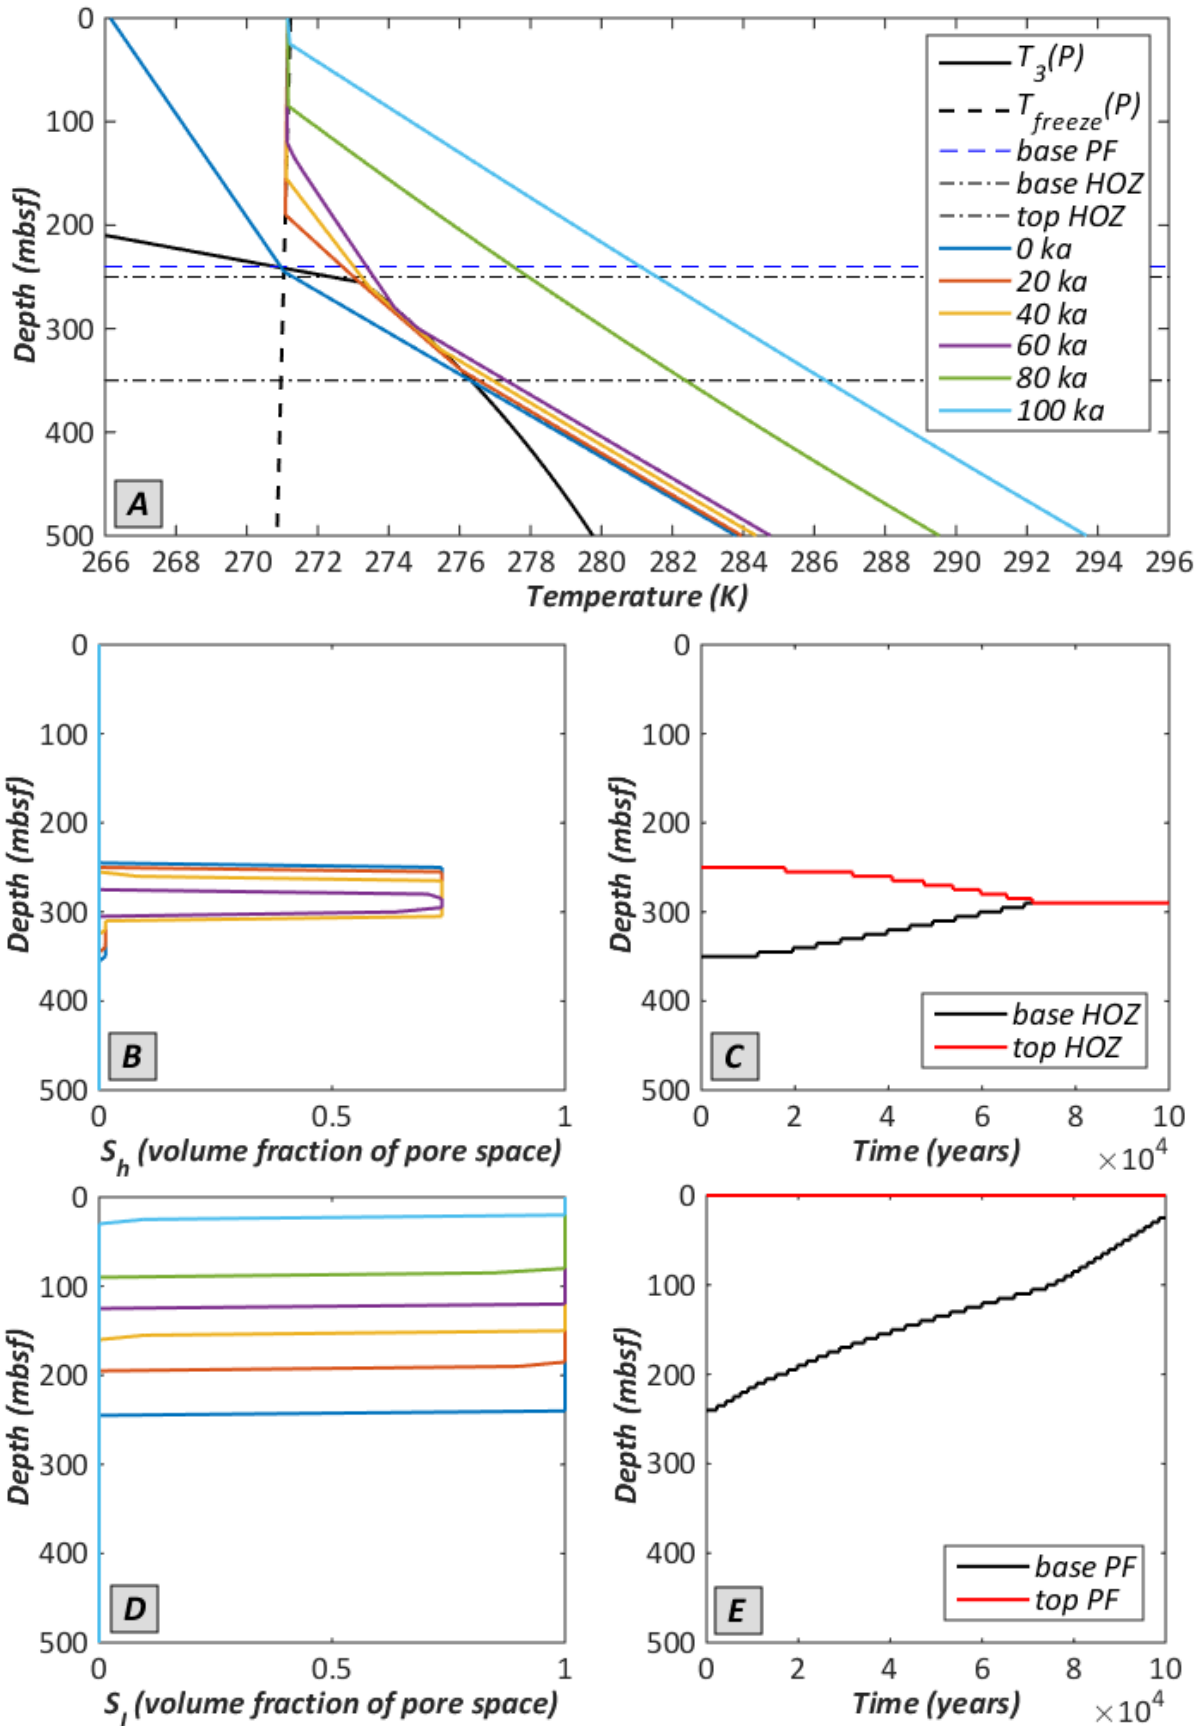 0
100
200
300
400
500
Depth (mbsf)
266 268 270 272 274 276 278 280 282 284 286 288 290 292 294 296
Temperature (K)
A
T3(P)
Tfreeze(P)
base PF
base HOZ
top HOZ
0 ka
20 ka
40 ka
60 ka
80 ka
100 ka
0
100
200
300
400
500
Depth (mbsf)
B
0 0.5 1
Sh (volume fraction of pore space)
0
100
200
300
400
500
Depth (mbsf)
C
base HOZ
top HOZ
0 2 4 6 8 10
Time (years)
×10^4
0
100
200
300
400
500
Depth (mbsf)
D
0 0.5 1
SI (volume fraction of pore space)
0
100
200
300
400
500
Depth (mbsf)
E
base PF
top PF
0 2 4 6 8 10
Time (years)
×10^4